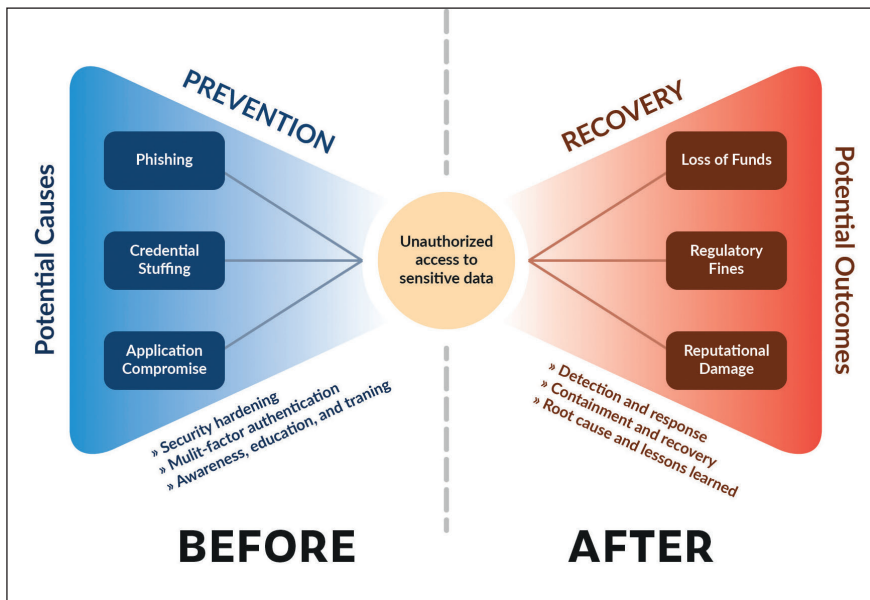 Potential Causes
PREVENTION
Phishing
Credential
Stuffing
Application
Compromise
» Security hardening
» Mulit-factor authentication
» Awareness, education, and traning
BEFORE
Unauthorized
access to
sensitive data
RECOVERY
Loss of Funds
Regulatory
Fines
Reputational
Damage
Potential Outcomes
» Detection and response
» Containment and recovery
» Root cause and lessons learned
AFTER